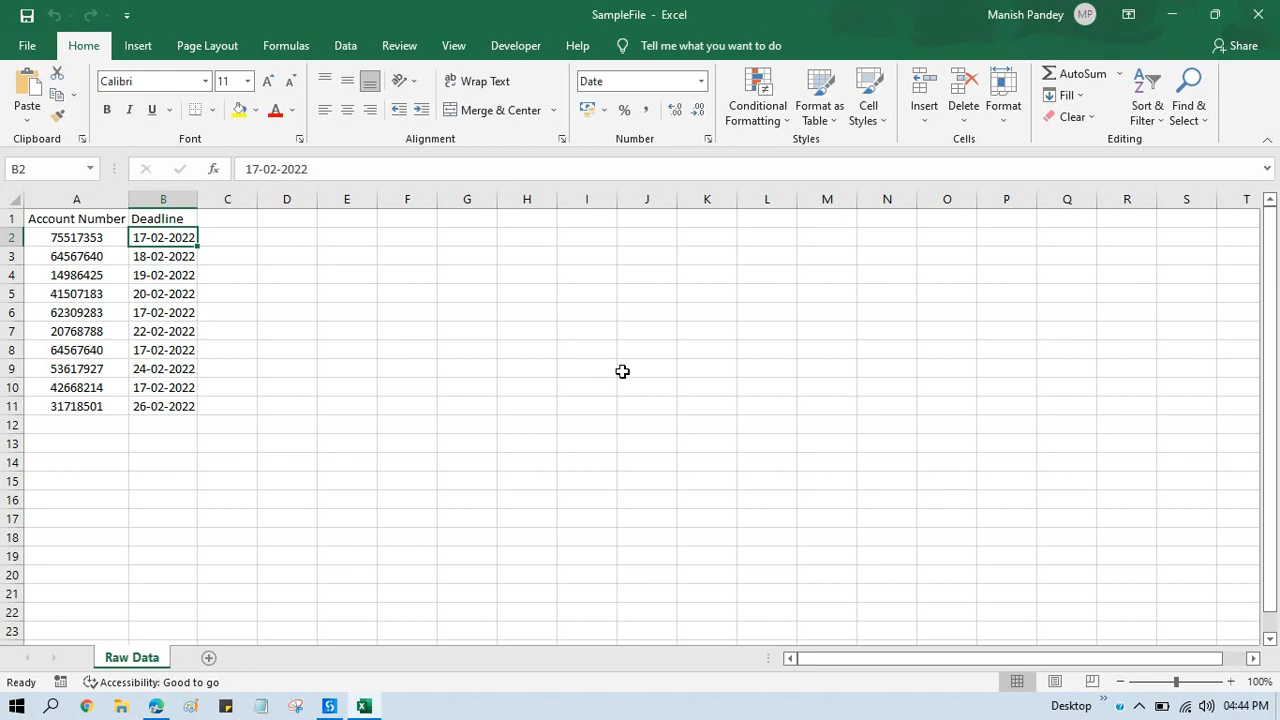 SampleFile - Excel
Manish Pandey MP
File Home Insert Page Layout Formulas Data Review View Developer Help Tell me what you want to do Share
Paste
Clipboard
Calibri 11
B I U
Font
Wrap Text
Merge & Center
Alignment
Date
Number
Conditional Formatting
Format as Table
Cell Styles
Styles
Insert Delete Format
Cells
AutoSum
Fill
Clear
Sort & Filter
Find & Select
Editing
B2 fx 17-02-2022
A B C D E F G H I J K L M N O P Q R S T
1 Account Number Deadline
2 75517353 17-02-2022
3 64567640 18-02-2022
4 14986425 19-02-2022
5 41507183 20-02-2022
6 62309283 17-02-2022
7 20768788 22-02-2022
8 64567640 17-02-2022
9 53617927 24-02-2022
10 42668214 17-02-2022
11 31718501 26-02-2022
12
13
14
15
16
17
18
19
20
21
22
23
Raw Data
Ready Accessibility: Good to go 100%
Desktop 04:44 PM